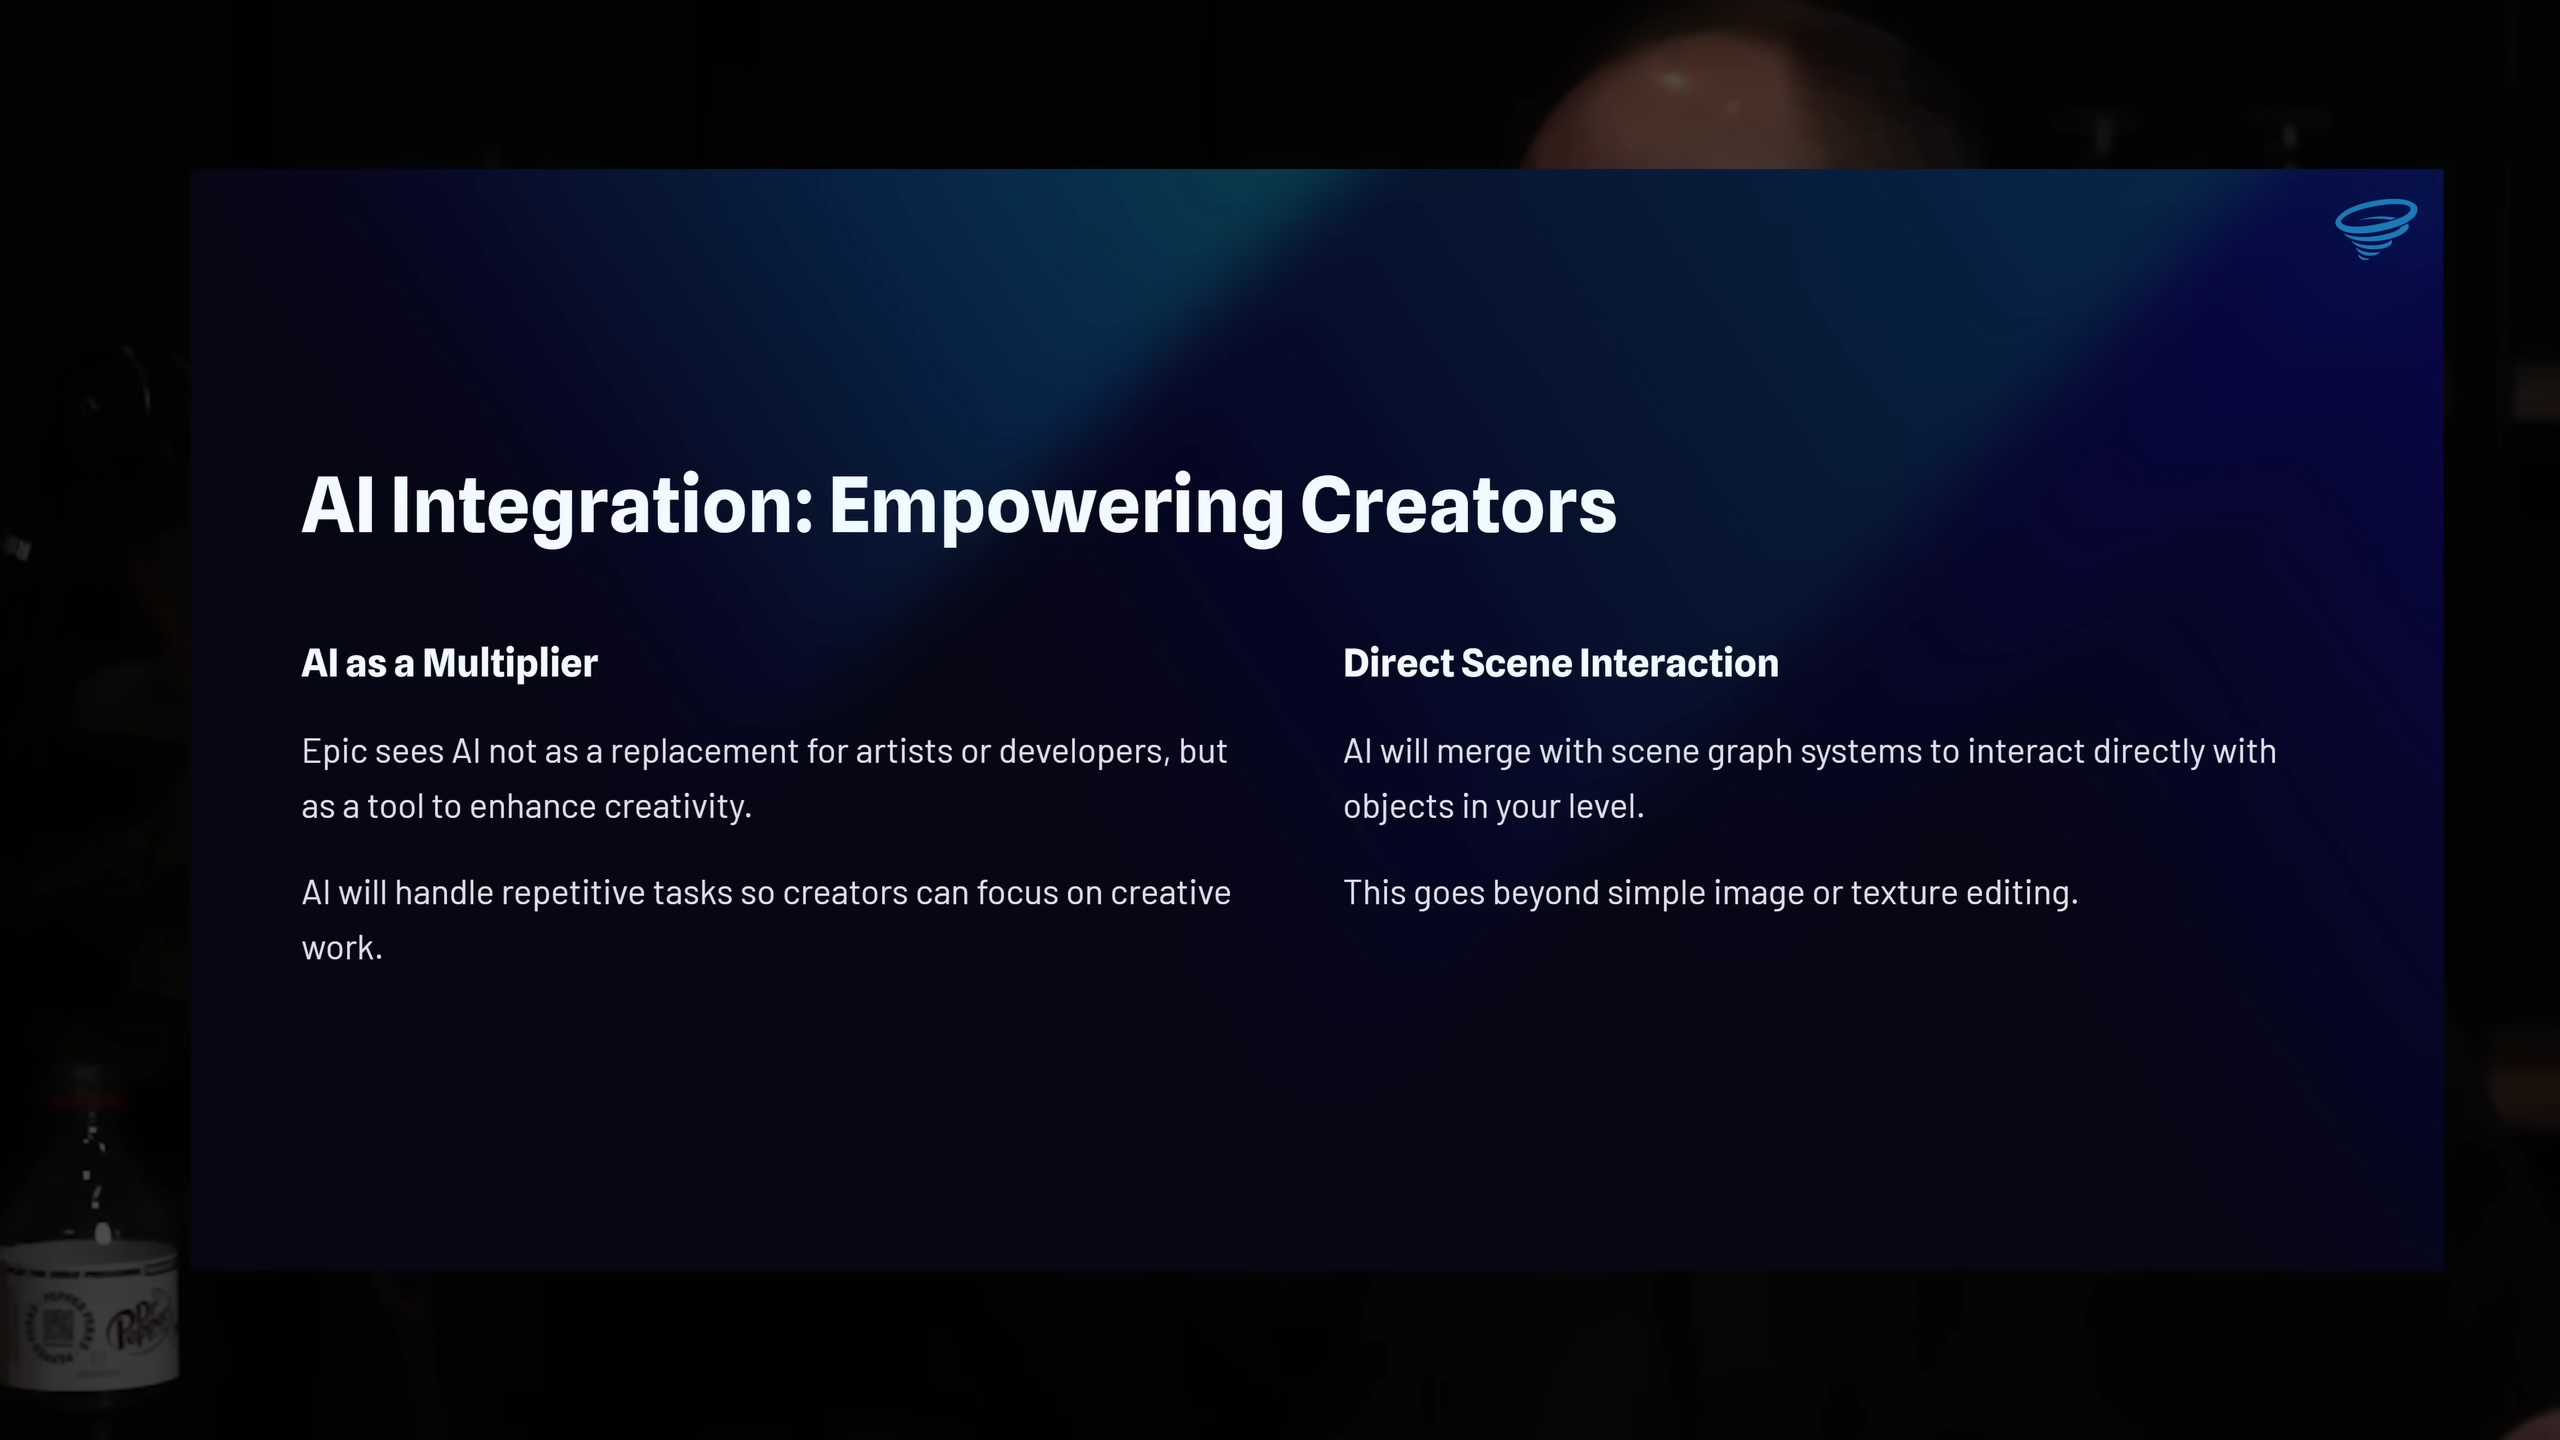 AI Integration: Empowering Creators
AI as a Multiplier
Epic sees AI not as a replacement for artists or developers, but
as a tool to enhance creativity.
AI will handle repetitive tasks so creators can focus on creative
work.
Direct Scene Interaction
AI will merge with scene graph systems to interact directly with
objects in your level.
This goes beyond simple image or texture editing.
Dr Pepper